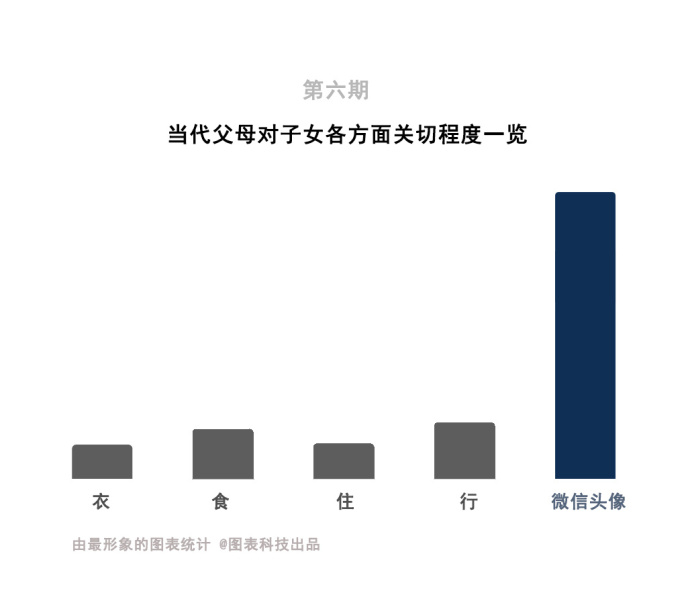 第六期
当代父母对子女各方面关切程度一览
衣 食 住 行 微信头像
由最形象的图表统计 @图表科技出品